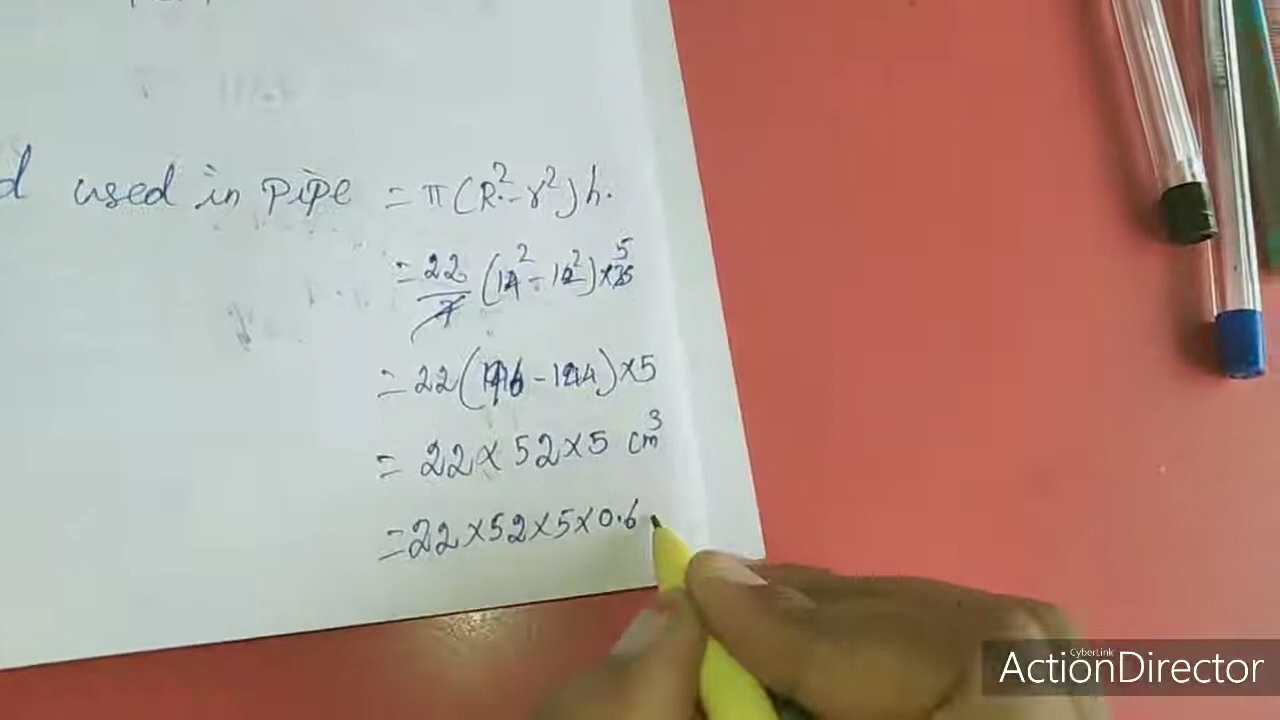 d used in pipe = π(R²-r²)h.
= 22/7 (14² - 12²)×35 5
= 22(196-144)×5
= 22×52×5 cm³
= 22×52×5×0.6
CyberLink
ActionDirector